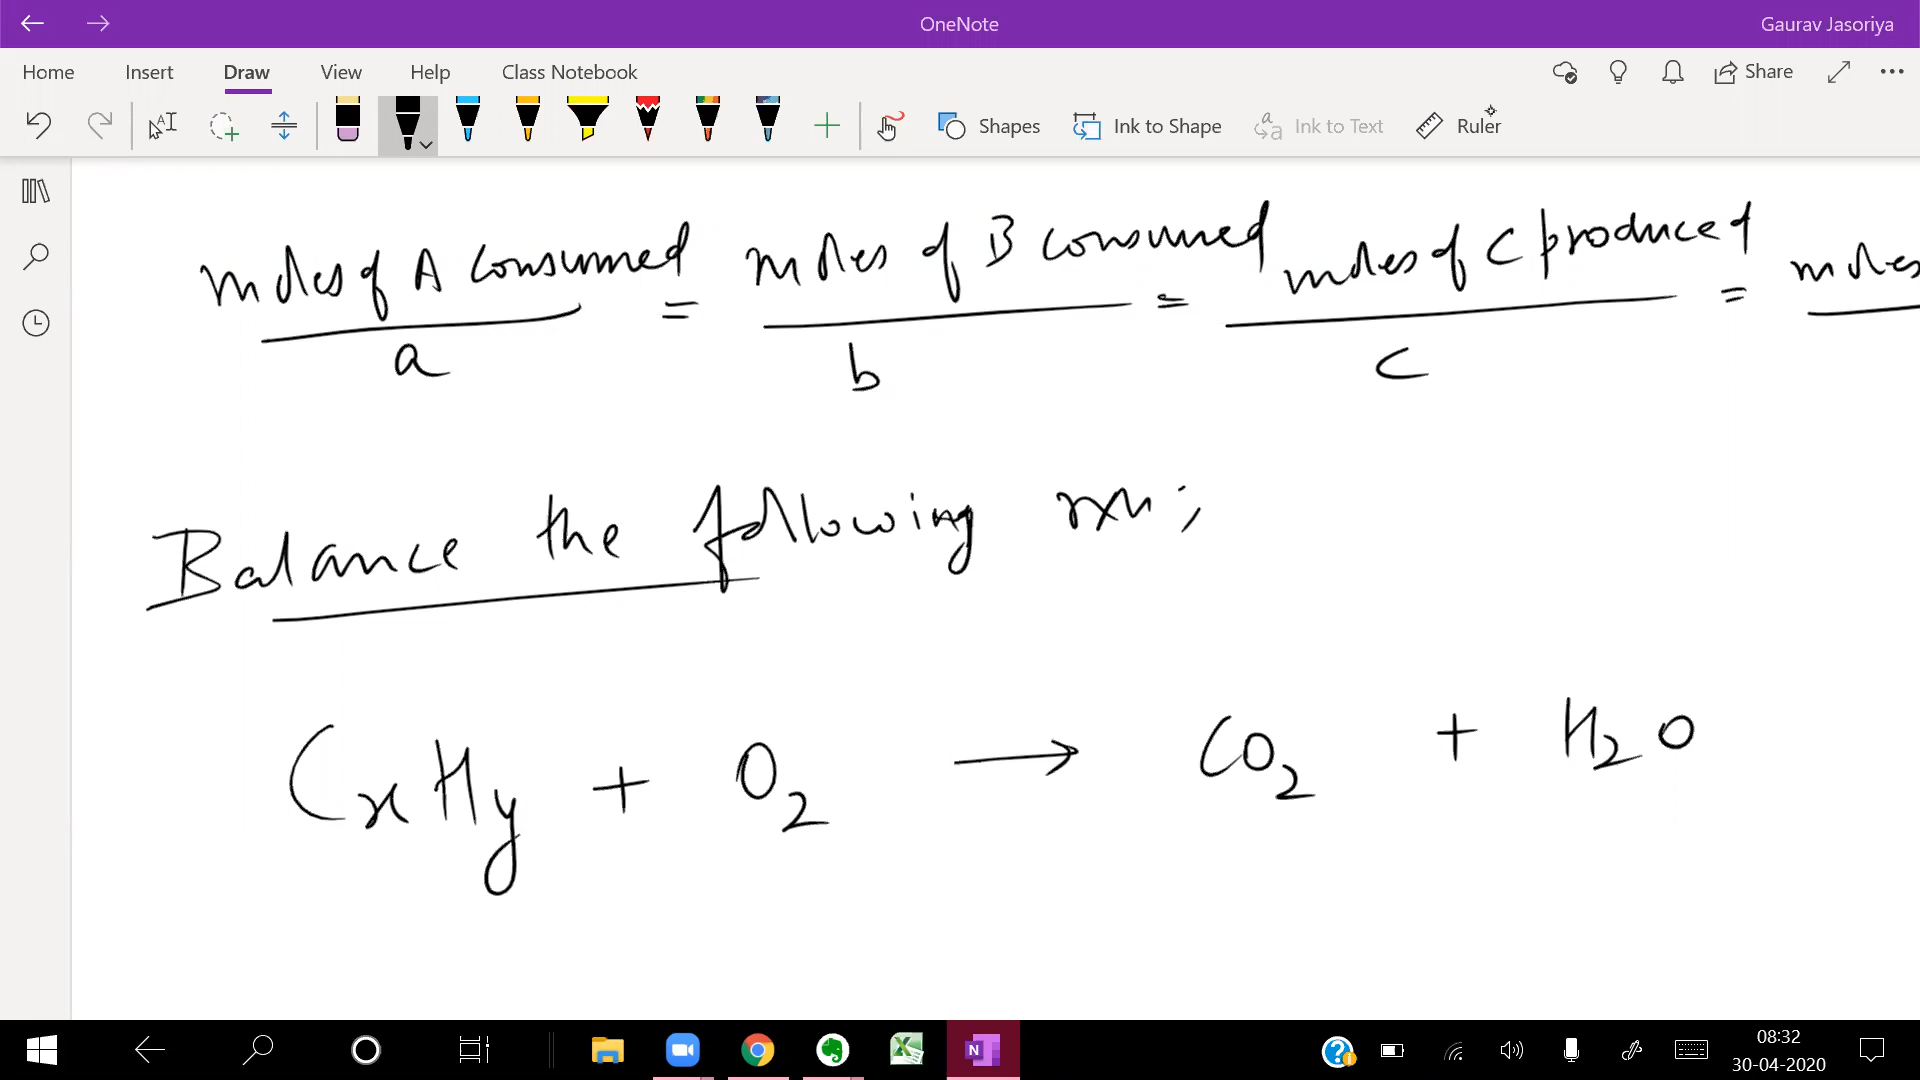 OneNote
Gaurav Jasoriya
Home Insert Draw View Help Class Notebook Share
Shapes Ink to Shape Ink to Text Ruler
moles of A consumed = moles of B consumed = moles of C produced = moles
a b c
Balance the following rxn;
CxHy + O2 → CO2 + H2O
08:32
30-04-2020